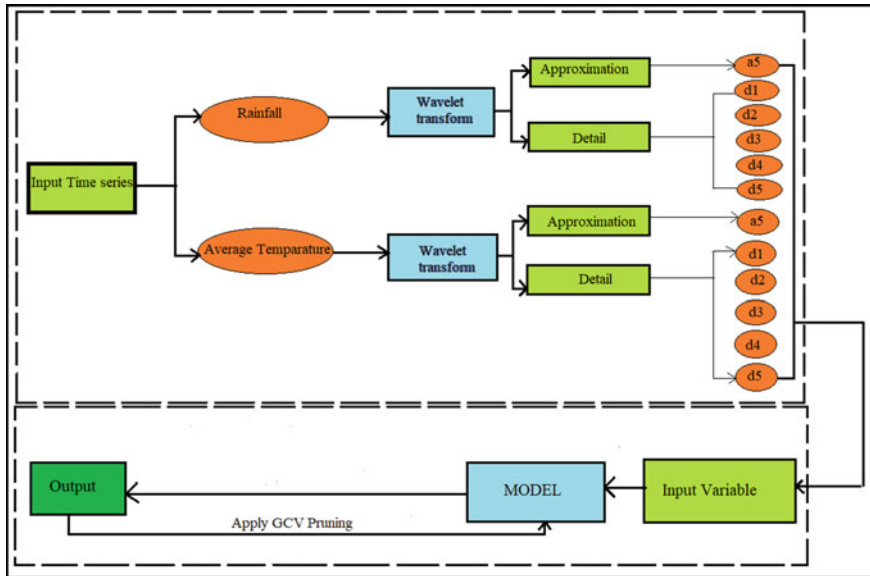 Input Time series
Rainfall
Wavelet
transform
Approximation
Detail
a5
d1
d2
d3
d4
d5
Average Temparature
Wavelet
transform
Approximation
Detail
a5
d1
d2
d3
d4
d5
Output
MODEL
Input Variable
Apply GCV Pruning